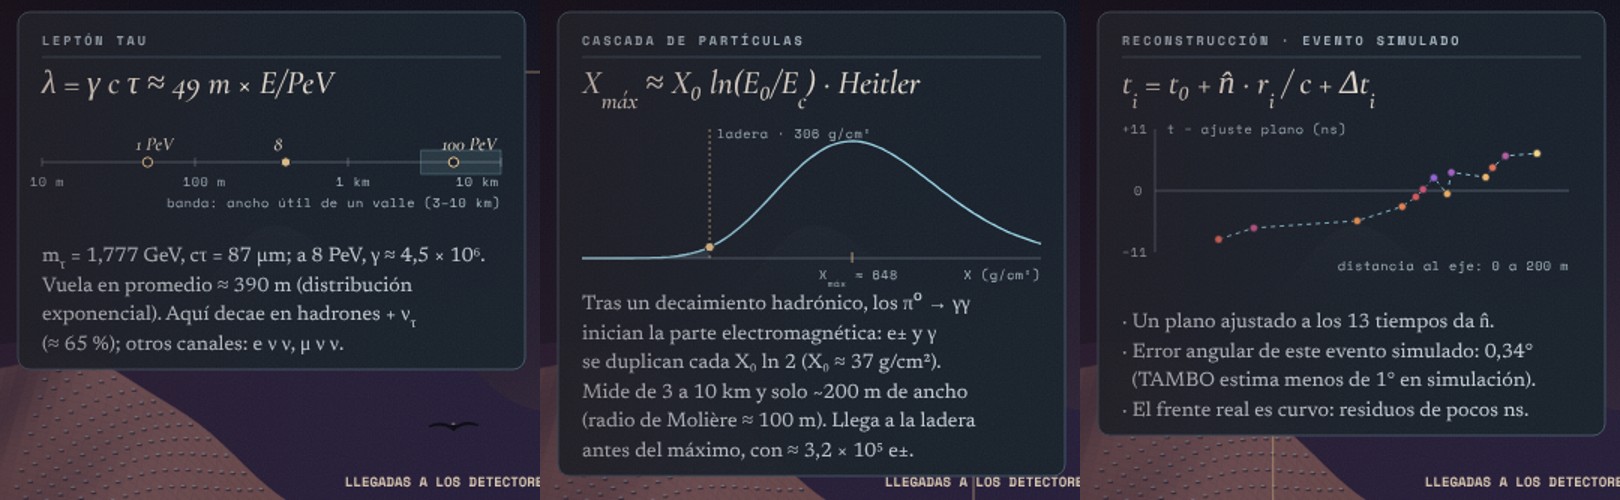 LEPTÓN TAU
λ = γ c τ ≈ 49 m × E/PeV
1 PeV 8 100 PeV
10 m 100 m 1 km 10 km
banda: ancho útil de un valle (3–10 km)
mτ = 1,777 GeV, cτ = 87 µm; a 8 PeV, γ ≈ 4,5 × 10⁶.
Vuela en promedio ≈ 390 m (distribución
exponencial). Aquí decae en hadrones + ντ
(≈ 65 %); otros canales: e ν ν, µ ν ν.
CASCADA DE PARTÍCULAS
Xmáx ≈ X₀ ln(E₀/Ec) · Heitler
ladera · 306 g/cm²
Xmáx ≈ 648 X (g/cm²)
Tras un decaimiento hadrónico, los π⁰ → γγ
inician la parte electromagnética: e± y γ
se duplican cada X₀ ln 2 (X₀ ≈ 37 g/cm²).
Mide de 3 a 10 km y solo ~200 m de ancho
(radio de Molière ≈ 100 m). Llega a la ladera
antes del máximo, con ≈ 3,2 × 10⁵ e±.
RECONSTRUCCIÓN · EVENTO SIMULADO
tᵢ = t₀ + n̂ · rᵢ / c + Δtᵢ
+11 t − ajuste plano (ns)
0
−11
distancia al eje: 0 a 200 m
· Un plano ajustado a los 13 tiempos da n̂.
· Error angular de este evento simulado: 0,34°
(TAMBO estima menos de 1° en simulación).
· El frente real es curvo: residuos de pocos ns.
LLEGADAS A LOS DETECTORE
LLEGADAS A LOS DETECTORE
LLEGADAS A LOS DETECTORE